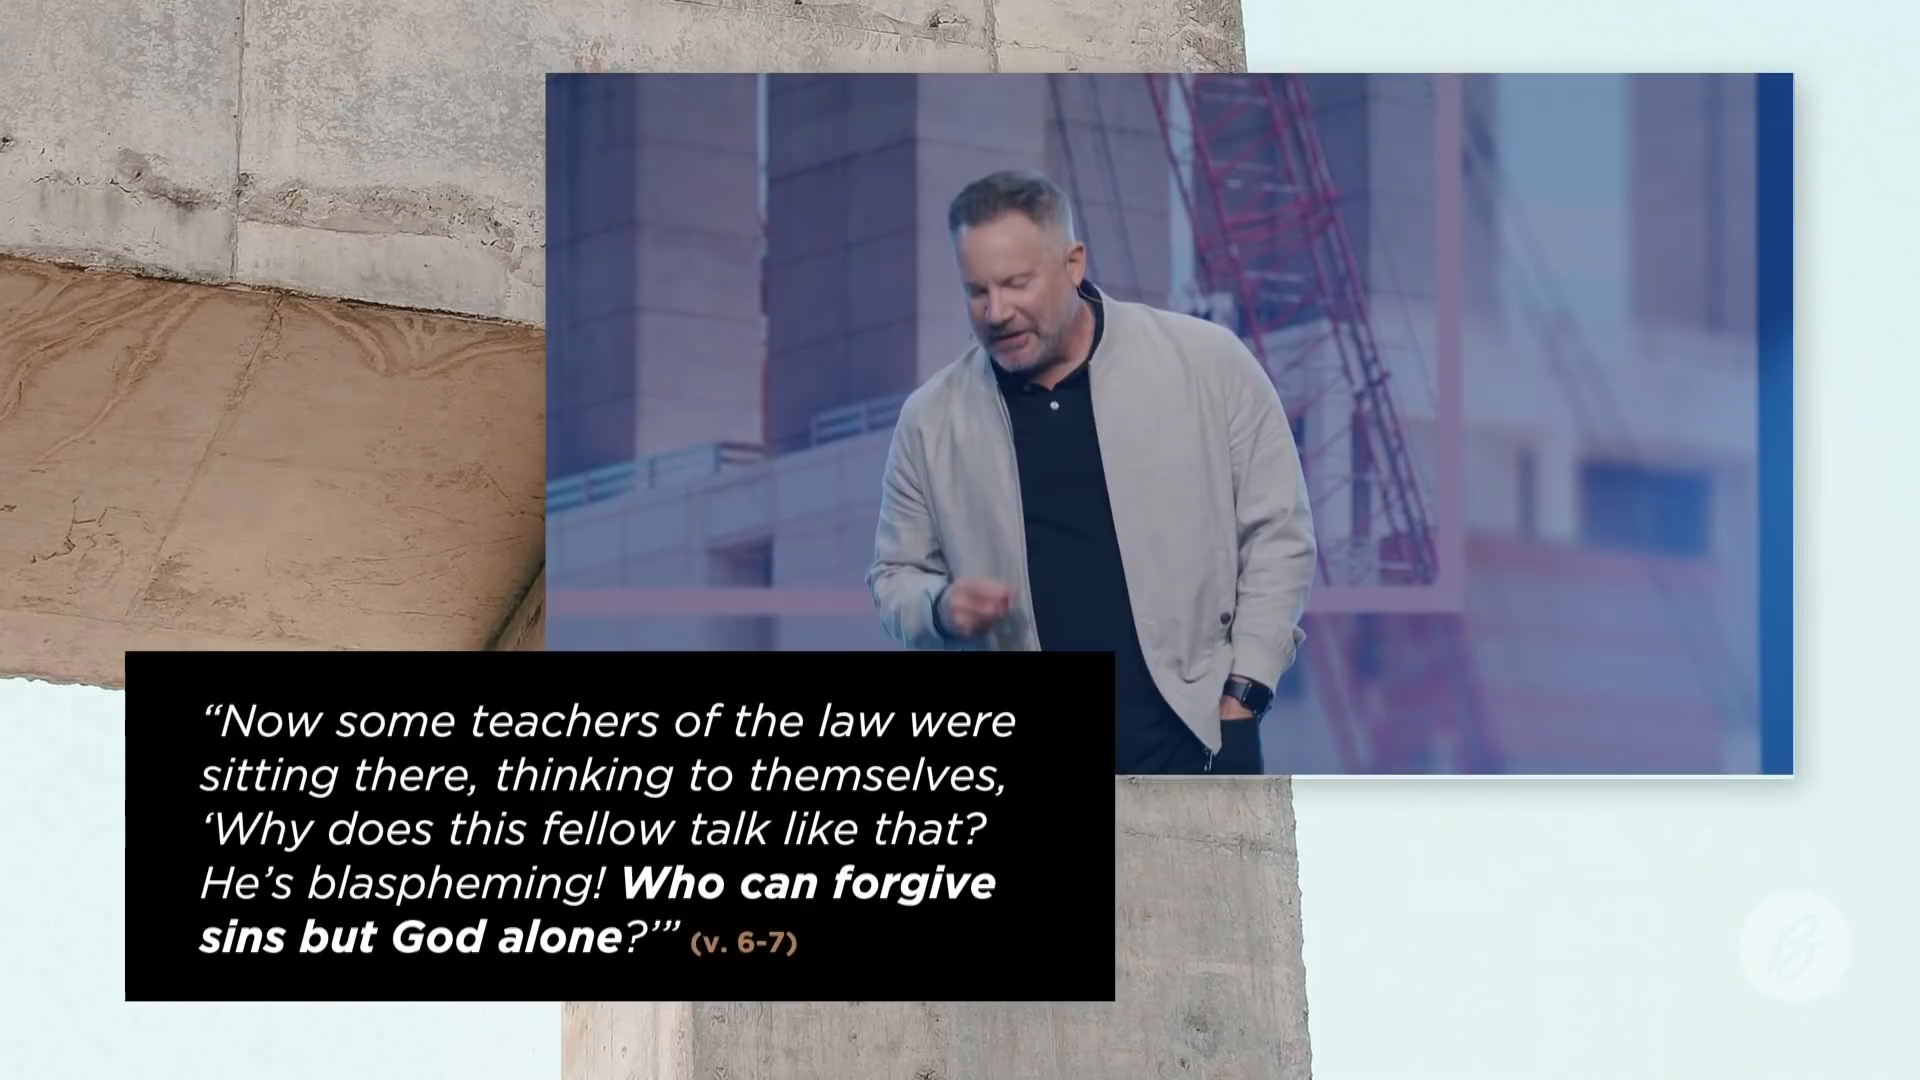 “Now some teachers of the law were
sitting there, thinking to themselves,
‘Why does this fellow talk like that?
He’s blaspheming! Who can forgive
sins but God alone?’” (v. 6-7)